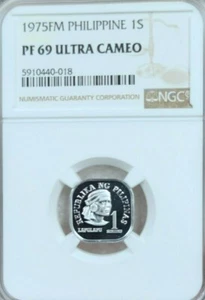 1975FM PHILIPPINE 1S
PF 69 ULTRA CAMEO
5910440-018
NUMISMATIC GUARANTY CORPORATION
NGC
REPUBLIKA NG PILIPINAS
LAPULAPU
1